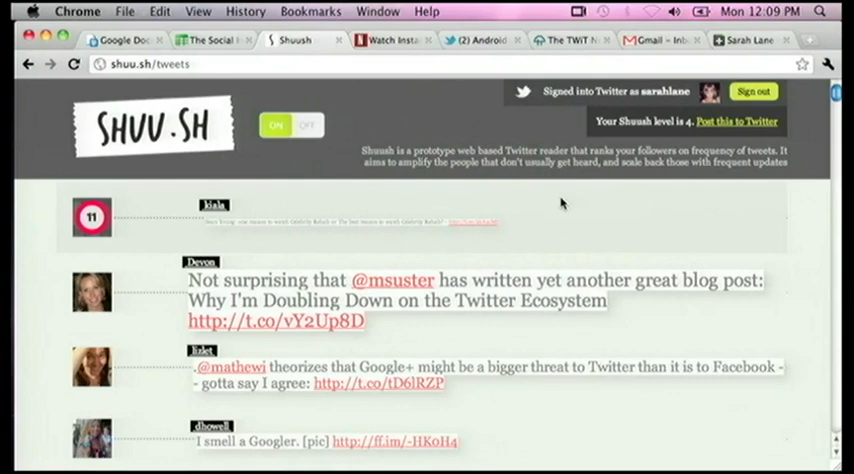 Chrome File Edit View History Bookmarks Window Help Mon 12:09 PM
Google Doc The Social Shuush Watch Insta (2) Android The TWiT N Gmail - Inb Sarah Lane
shuu.sh/tweets
Signed into Twitter as sarahlane Sign out
SHUU.SH
ON OFF
Your Shuush level is 4. Post this to Twitter
Shuush is a prototype web based Twitter reader that ranks your followers on frequency of tweets. It
aims to amplify the people that don't usually get heard, and scale back those with frequent updates
kiala
11
Devon
Not surprising that @msuster has written yet another great blog post:
Why I'm Doubling Down on the Twitter Ecosystem
http://t.co/vY2Up8D
lizlet
.@mathewi theorizes that Google+ might be a bigger threat to Twitter than it is to Facebook -
- gotta say I agree: http://t.co/tD6lRZP
dhowell
I smell a Googler. [pic] http://ff.im/-HK0H4